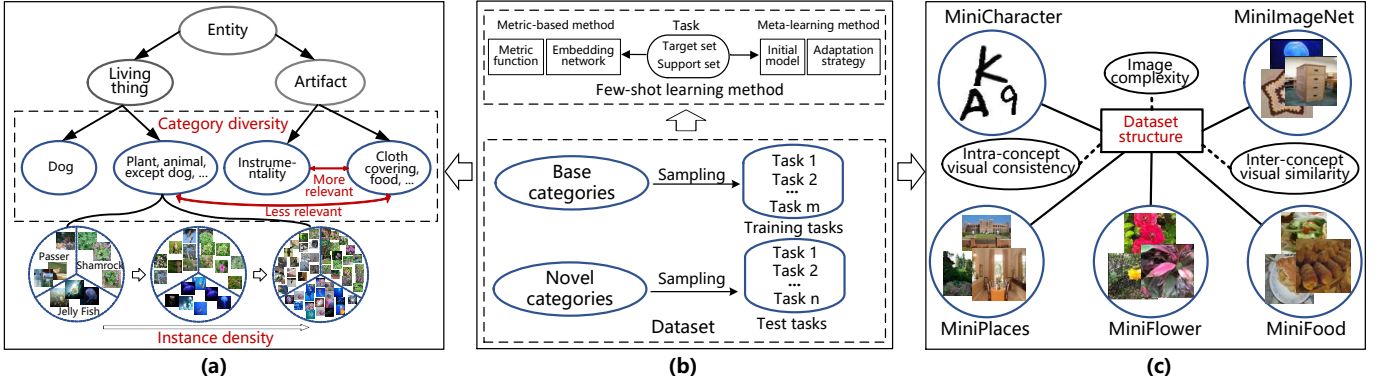 Entity
Living
thing
Artifact
Category diversity
Dog
Plant, animal,
except dog, ...
Instrume-
ntality
Cloth
covering,
food, ...
More
relevant
Less relevant
Passer
Shamrock
Jelly Fish
Instance density
(a)
Metric-based method
Task
Meta-learning method
Metric
function
Embedding
network
Target set
Support set
Initial
model
Adaptation
strategy
Few-shot learning method
Base
categories
Sampling
Task 1
Task 2
...
Task m
Training tasks
Novel
categories
Sampling
Task 1
Task 2
...
Task n
Test tasks
Dataset
(b)
MiniCharacter
MiniImageNet
K
A 9
Image
complexity
Dataset
structure
Intra-concept
visual consistency
Inter-concept
visual similarity
MiniPlaces
MiniFlower
MiniFood
(c)